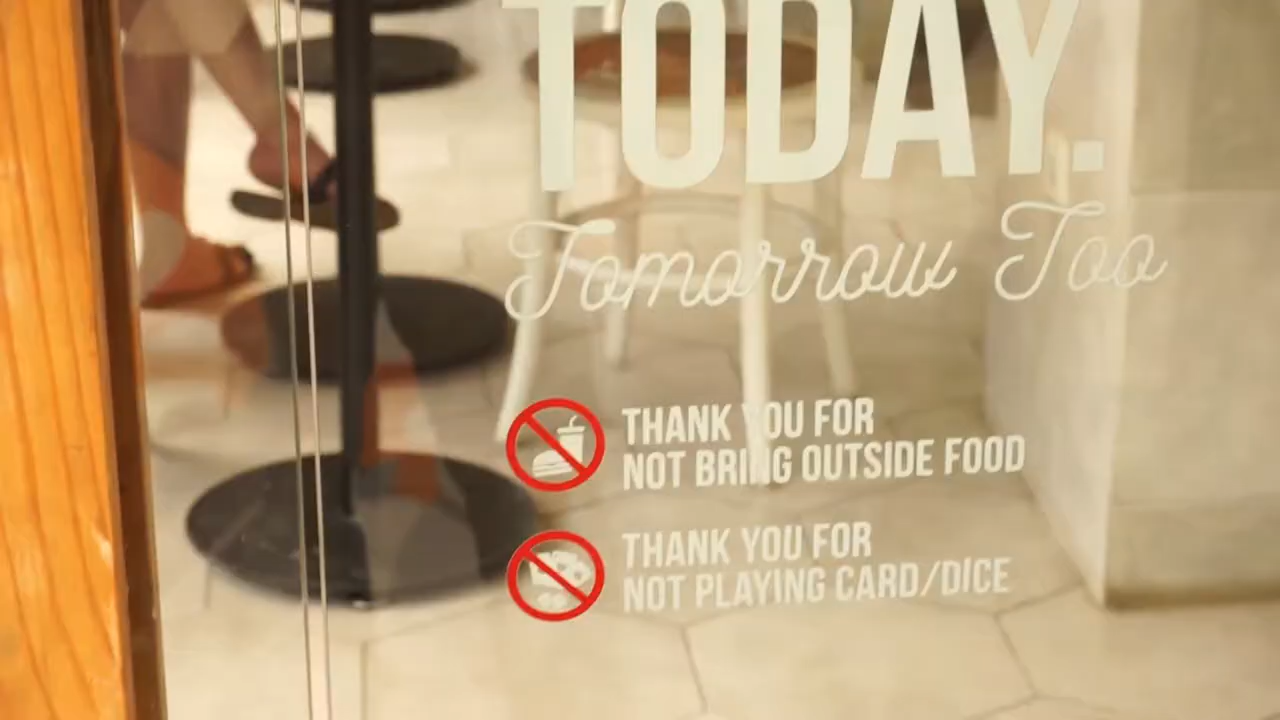 TODAY.
Tomorrow Too
THANK YOU FOR
NOT BRING OUTSIDE FOOD
THANK YOU FOR
NOT PLAYING CARD/DICE